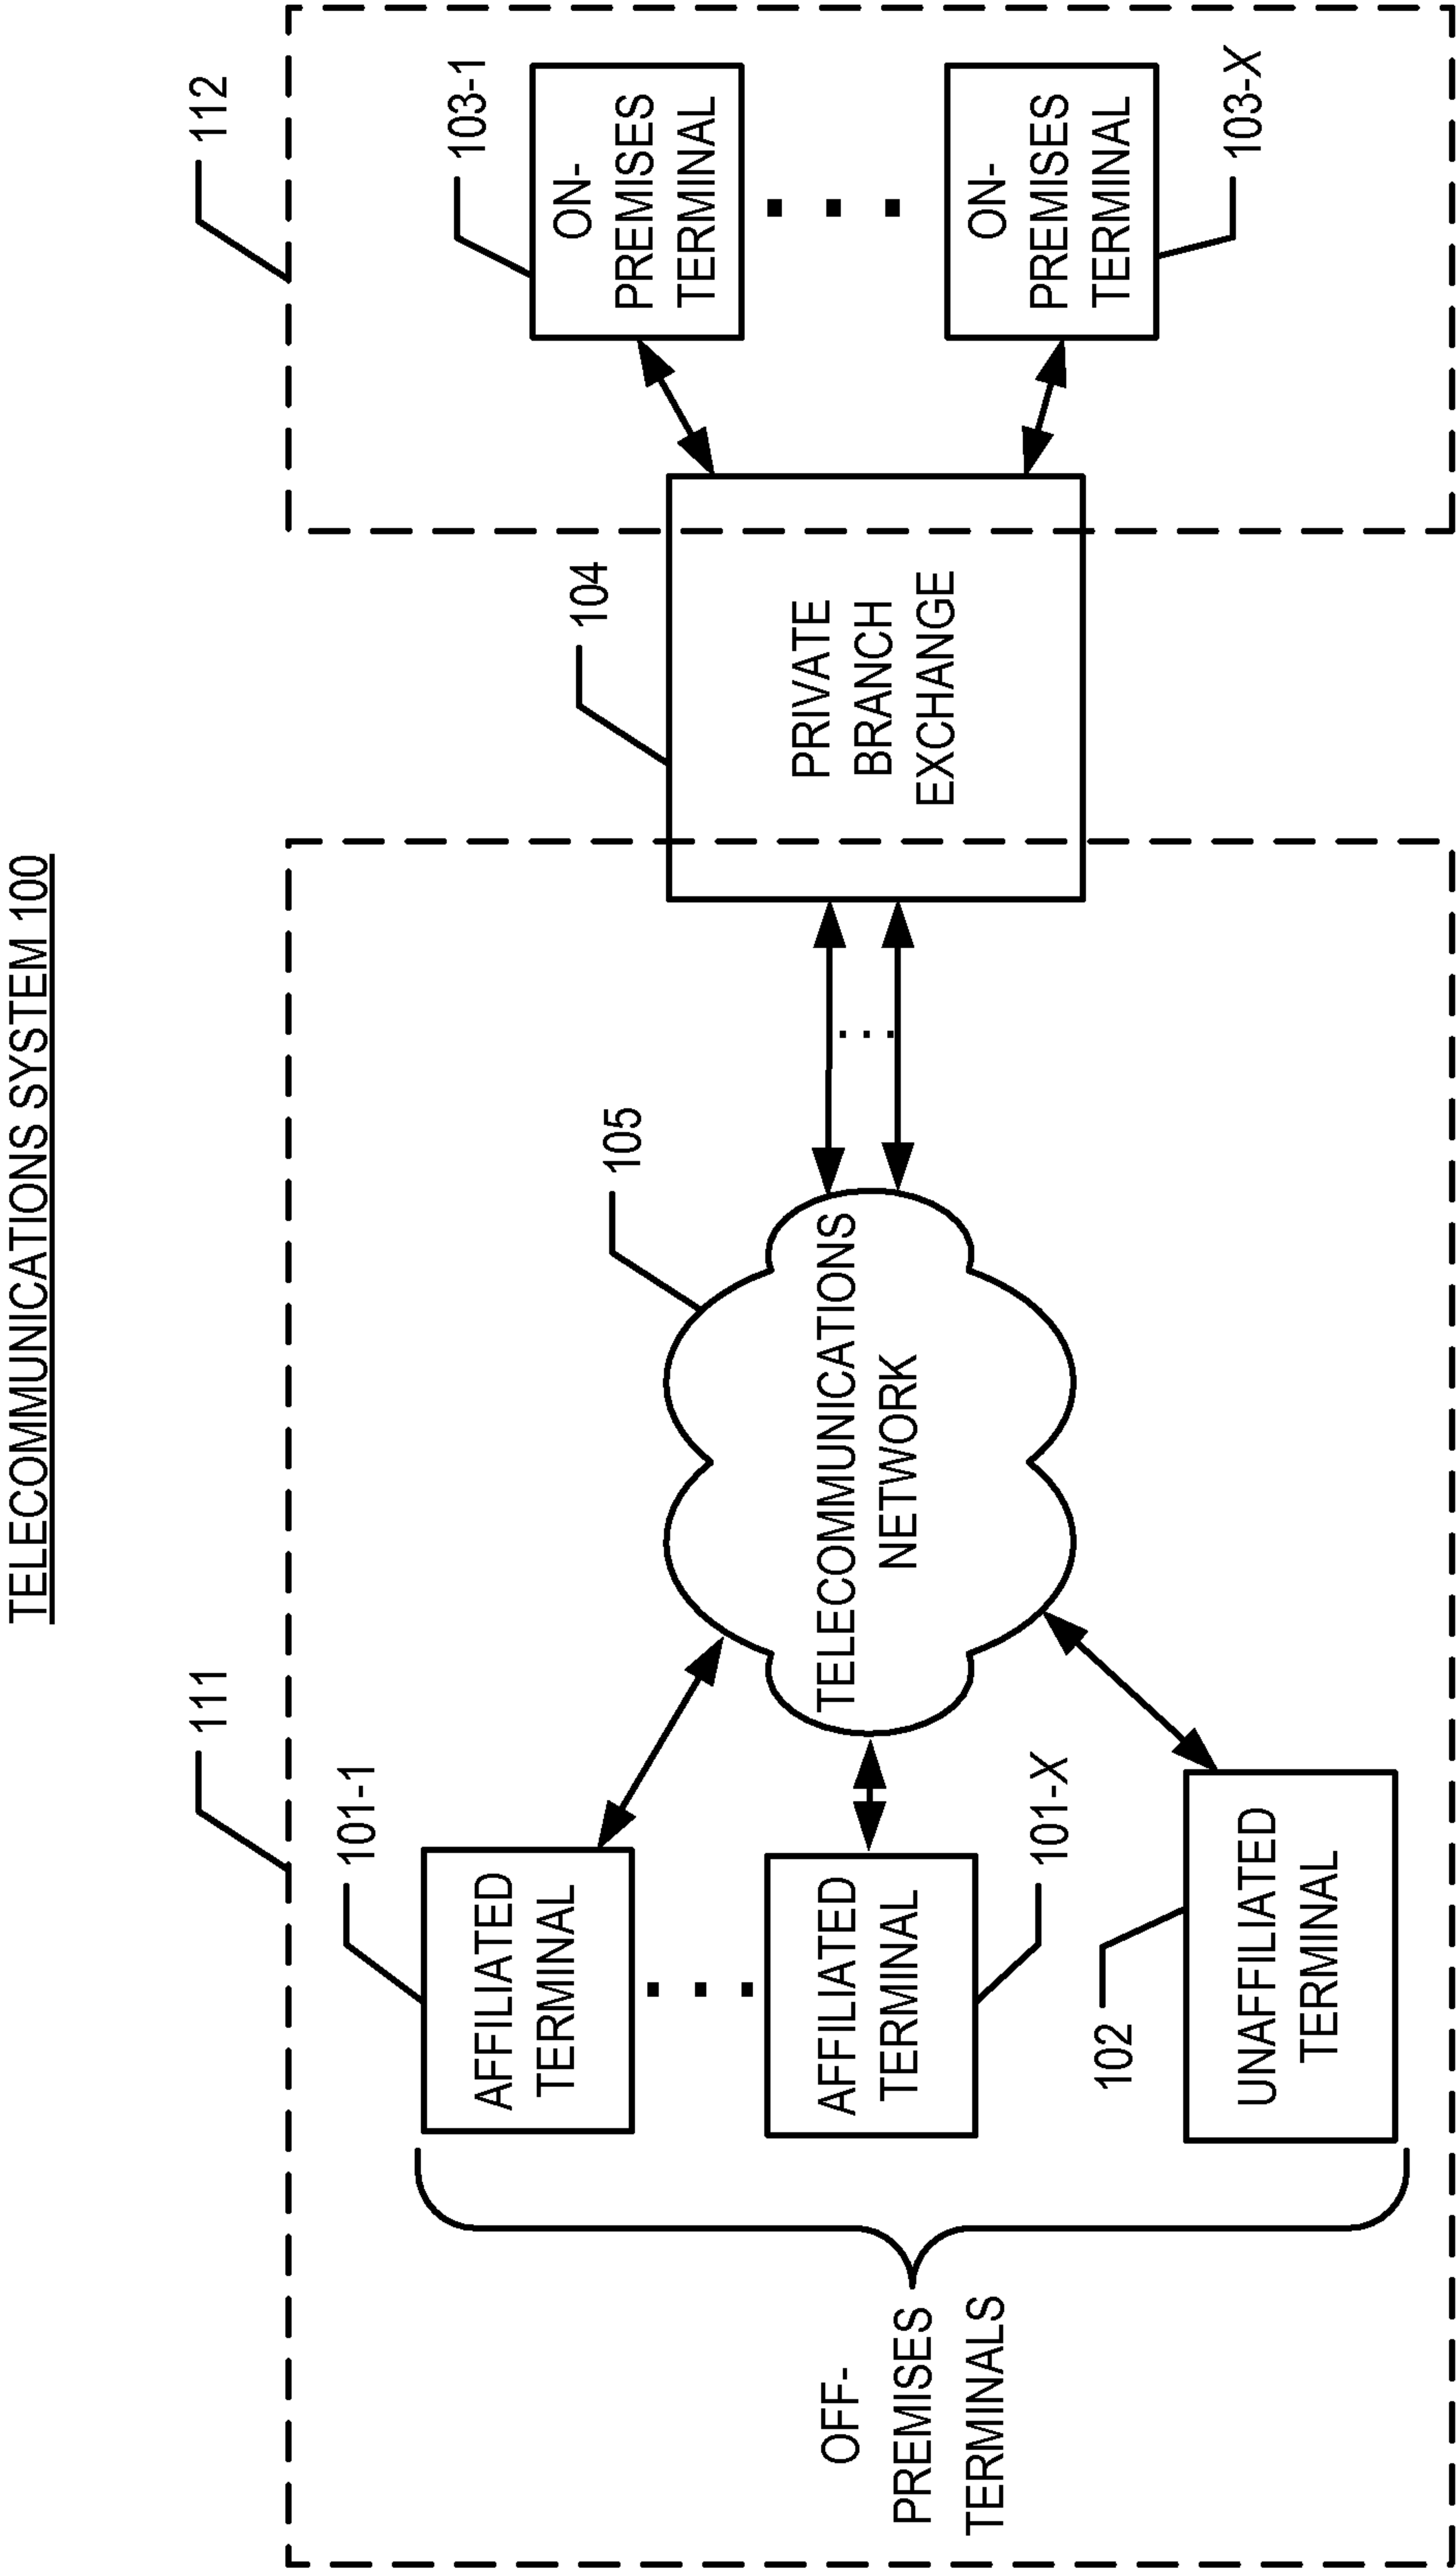 TELECOMMUNICATIONS SYSTEM 100
111
112
101-1
AFFILIATED
TERMINAL
AFFILIATED
TERMINAL
101-X
102
UNAFFILIATED
TERMINAL
OFF-
PREMISES
TERMINALS
105
TELECOMMUNICATIONS
NETWORK
104
PRIVATE
BRANCH
EXCHANGE
103-1
ON-
PREMISES
TERMINAL
ON-
PREMISES
TERMINAL
103-X